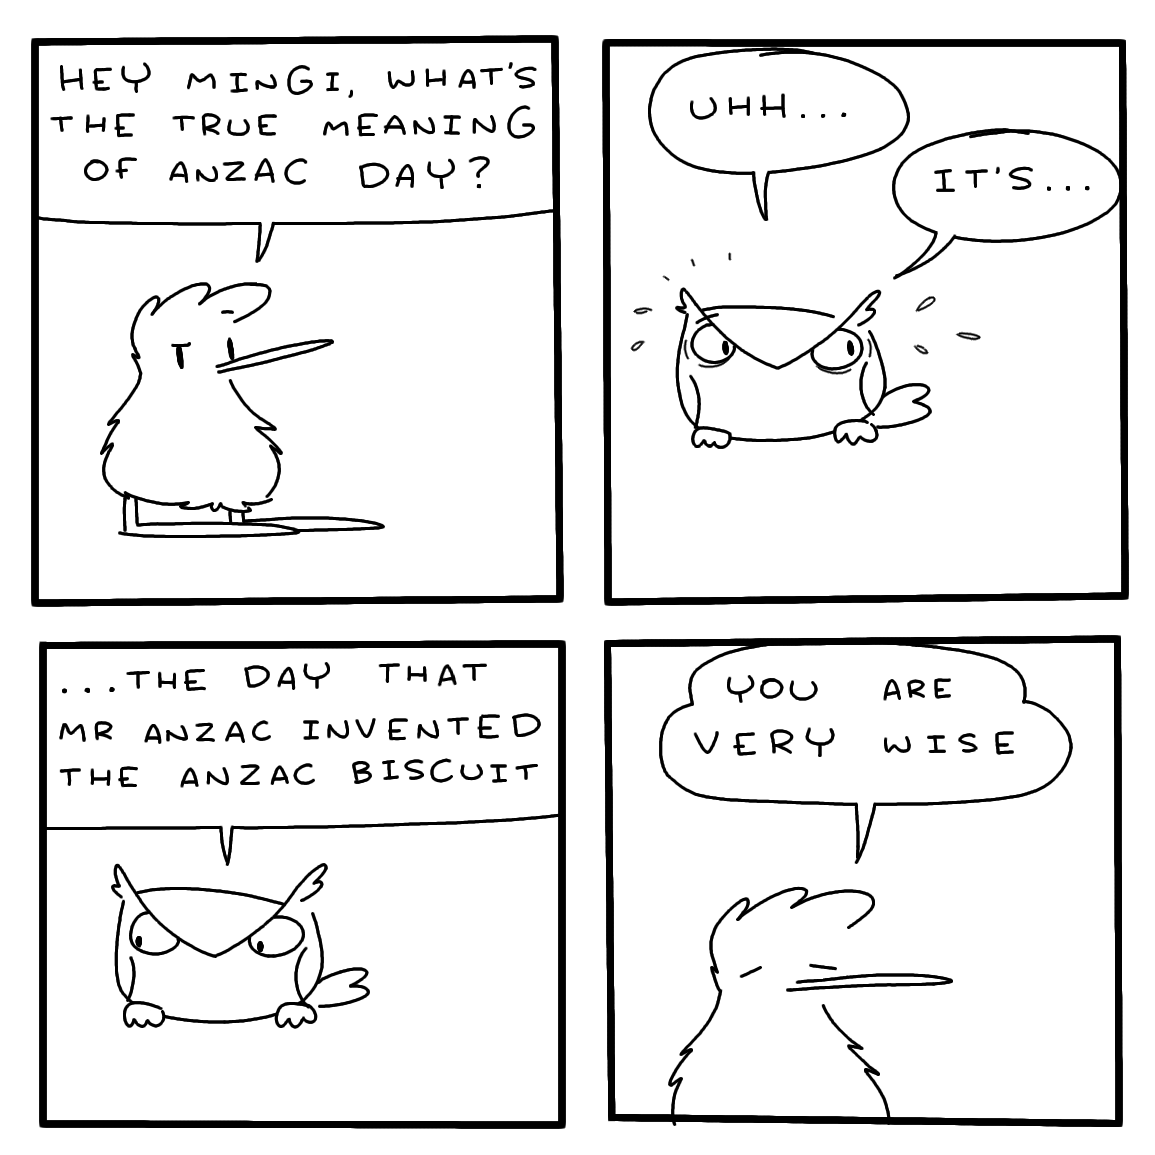 HEY MINGI, WHAT'S
THE TRUE MEANING
OF ANZAC DAY?
UHH...
IT'S...
...THE DAY THAT
MR ANZAC INVENTED
THE ANZAC BISCUIT
YOU ARE
VERY WISE